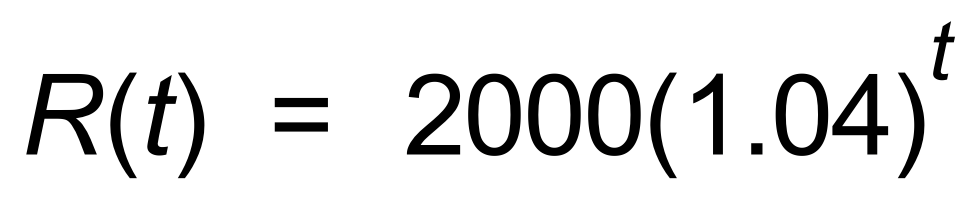 R(t) = 2000(1.04)^t